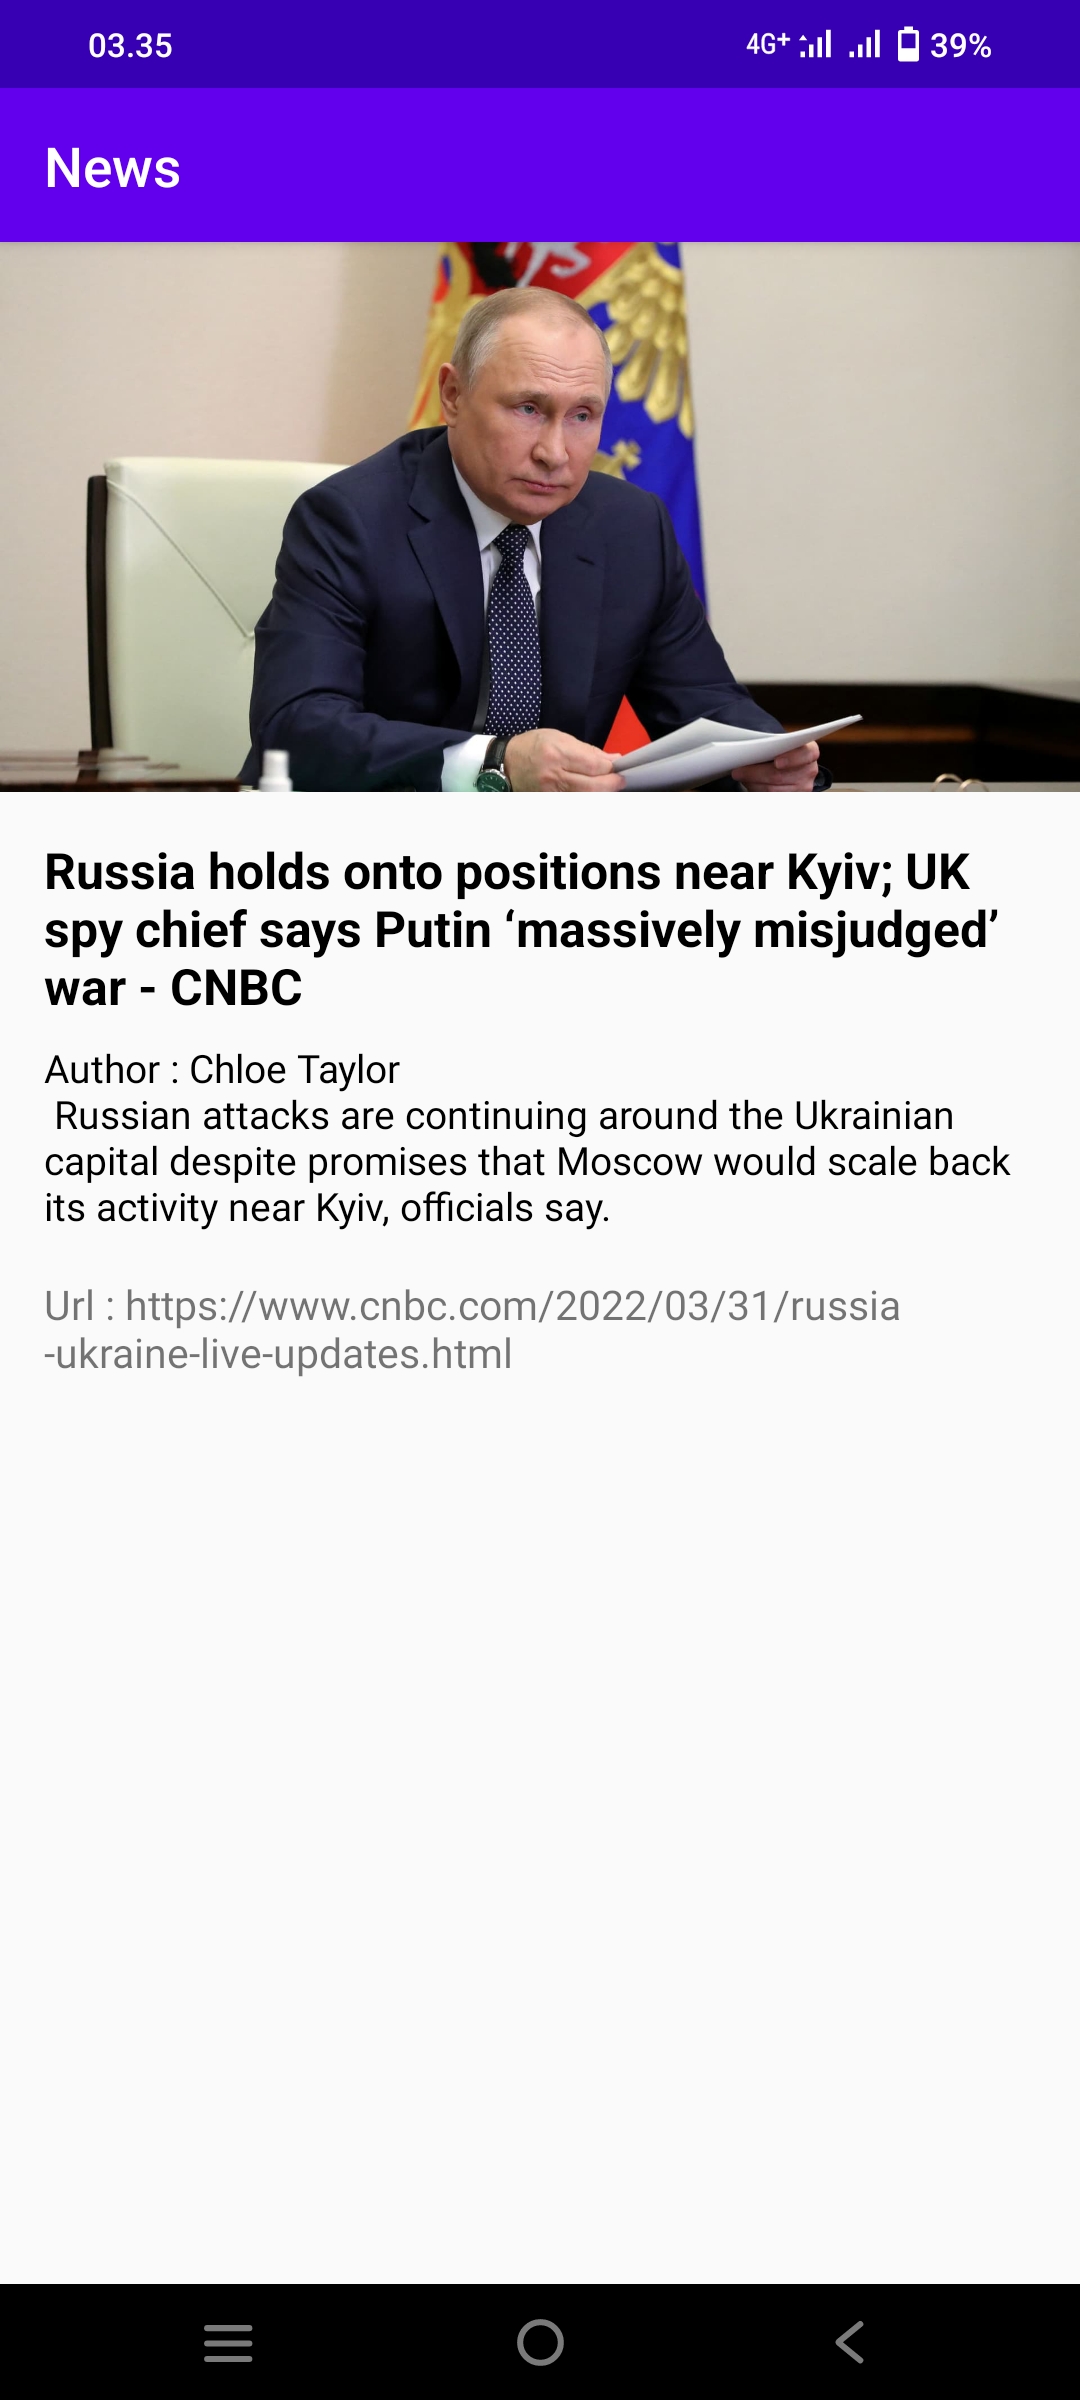 03.35
4G+ 39%
News
Russia holds onto positions near Kyiv; UK
spy chief says Putin ‘massively misjudged’
war - CNBC
Author : Chloe Taylor
Russian attacks are continuing around the Ukrainian
capital despite promises that Moscow would scale back
its activity near Kyiv, officials say.
Url : https://www.cnbc.com/2022/03/31/russia
-ukraine-live-updates.html